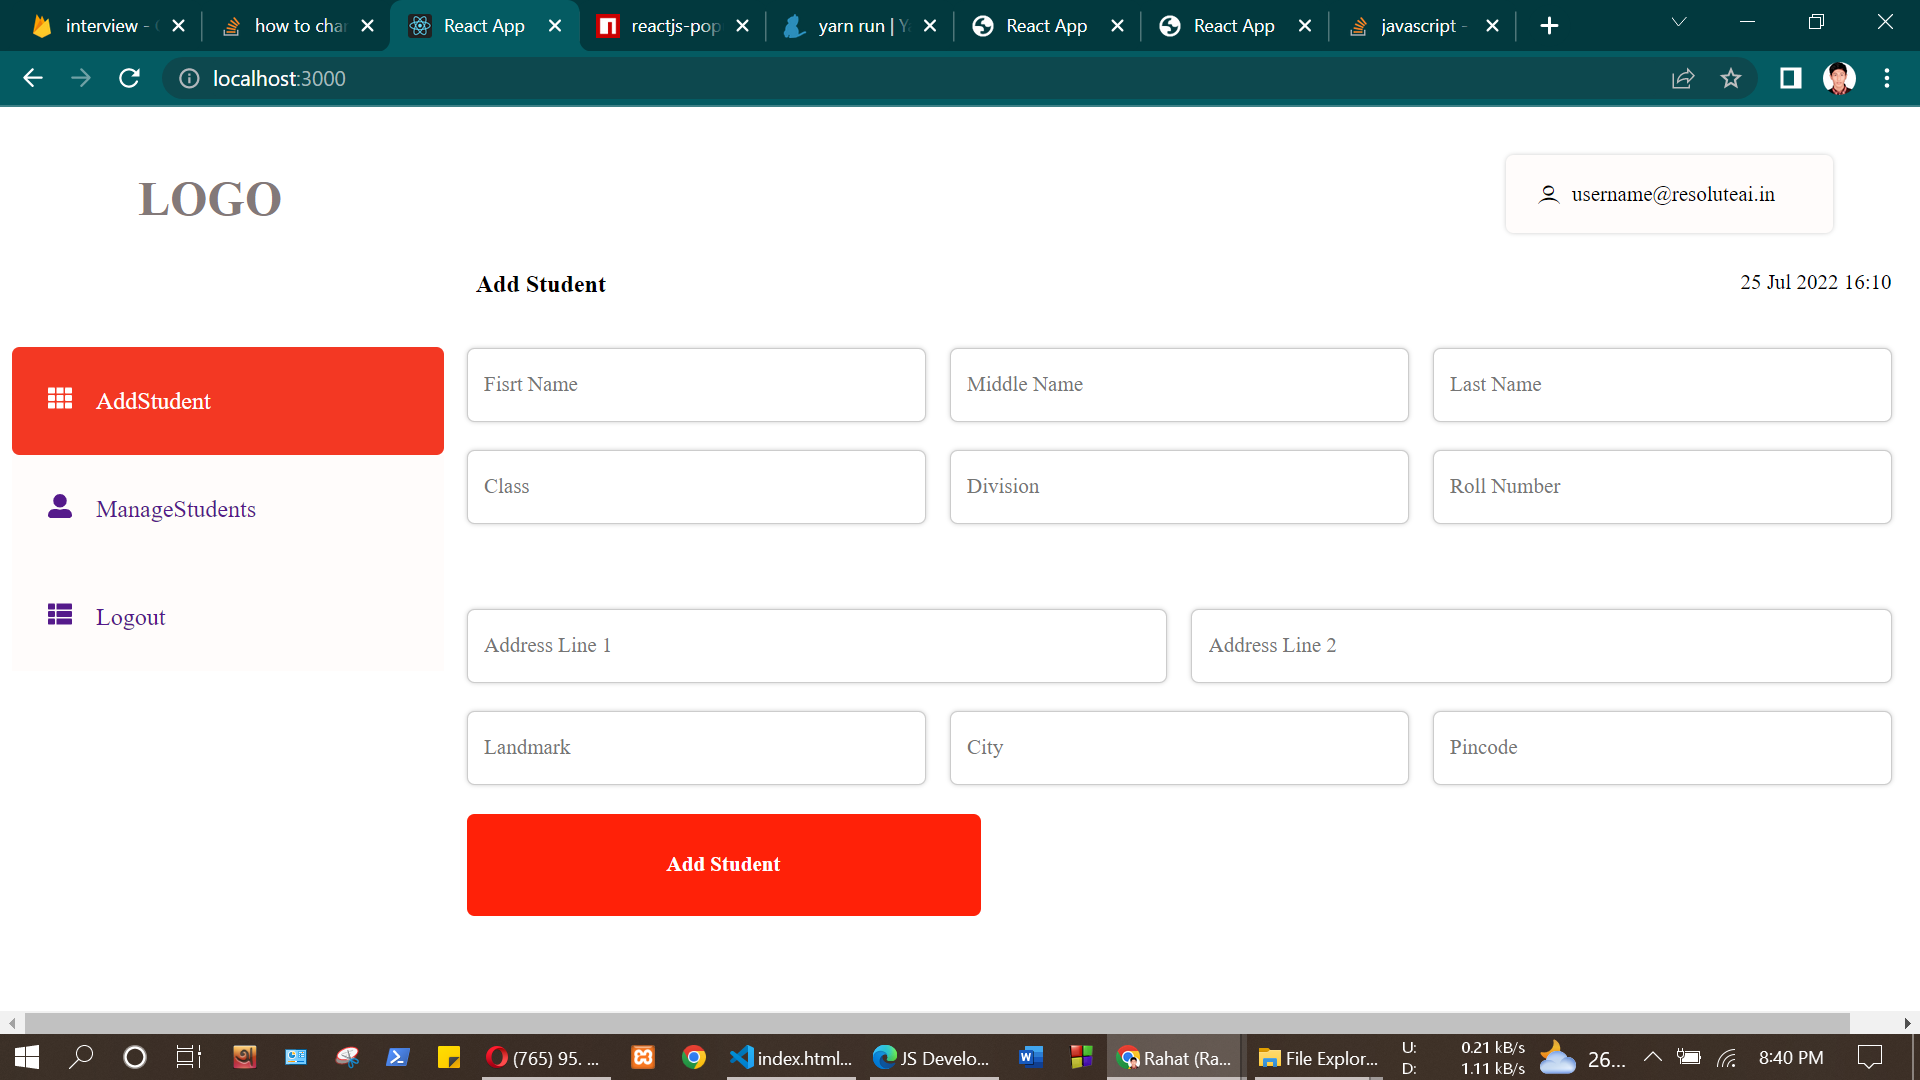 interview -
how to char
React App
reactjs-pop
yarn run | Y
React App
React App
javascript -
localhost:3000
LOGO
username@resoluteai.in
Add Student
25 Jul 2022 16:10
AddStudent
ManageStudents
Logout
Fisrt Name
Middle Name
Last Name
Class
Division
Roll Number
Address Line 1
Address Line 2
Landmark
City
Pincode
Add Student
(765) 95. ...
index.html...
JS Develo...
Rahat (Ra...
File Explor...
U: 0.21 kB/s
D: 1.11 kB/s
26...
8:40 PM